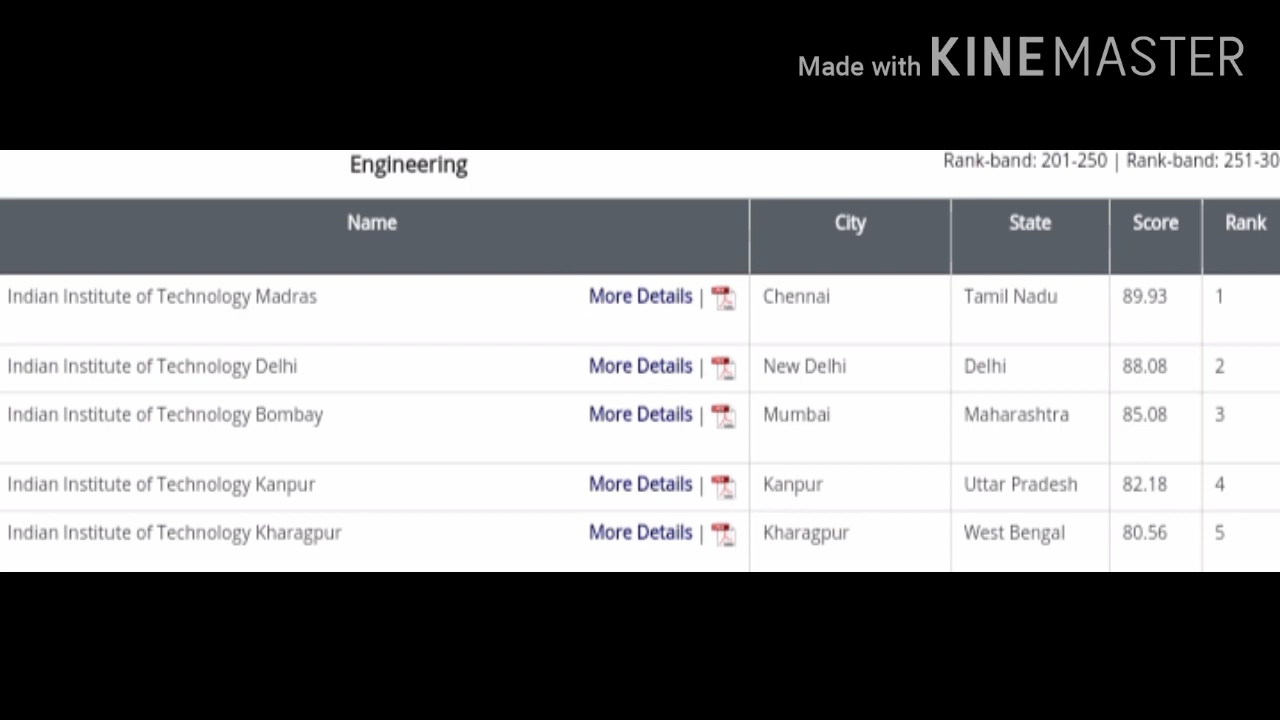 Made with KINEMASTER
Engineering Rank-band: 201-250 | Rank-band: 251-30
Name City State Score Rank
Indian Institute of Technology Madras More Details | Chennai Tamil Nadu 89.93 1
Indian Institute of Technology Delhi More Details | New Delhi Delhi 88.08 2
Indian Institute of Technology Bombay More Details | Mumbai Maharashtra 85.08 3
Indian Institute of Technology Kanpur More Details | Kanpur Uttar Pradesh 82.18 4
Indian Institute of Technology Kharagpur More Details | Kharagpur West Bengal 80.56 5